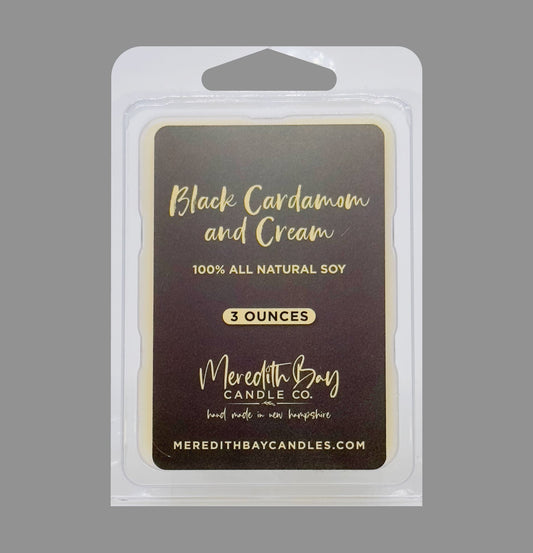 Black Cardamom
and Cream
100% ALL NATURAL SOY
3 OUNCES
Meredith Bay
CANDLE CO.
hand made in new hampshire
MEREDITHBAYCANDLES.COM